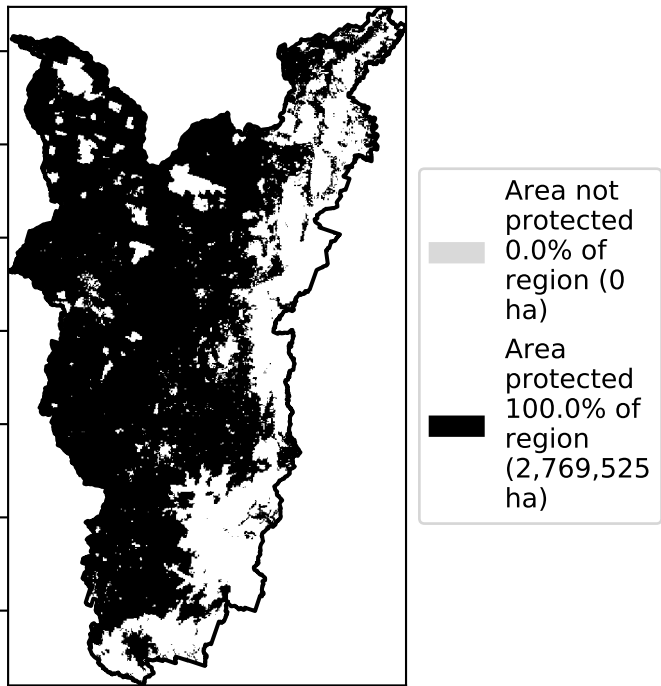 Area not
protected
0.0% of
region (0
ha)
Area
protected
100.0% of
region
(2,769,525
ha)